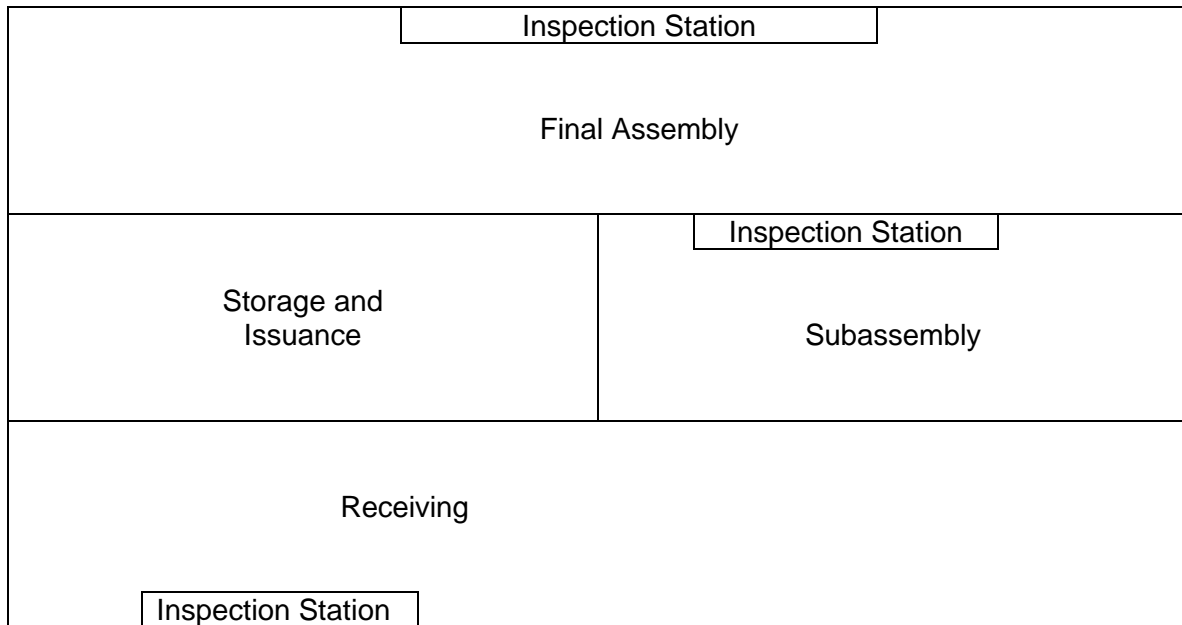 Inspection Station
Final Assembly
Inspection Station
Storage and
Issuance
Subassembly
Receiving
Inspection Station